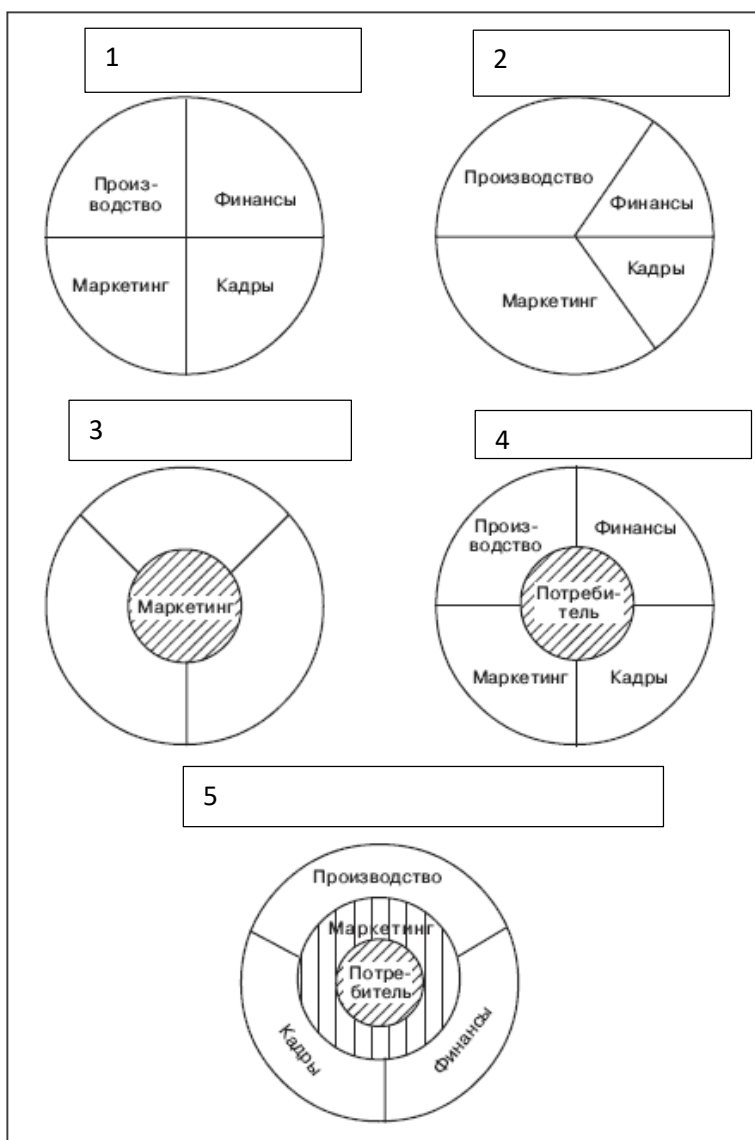 1
2
Произ-
водство
Финансы
Маркетинг
Кадры
Производство
Финансы
Кадры
Маркетинг
3
4
Маркетинг
Произ-
водство
Финансы
Потреби-
тель
Маркетинг
Кадры
5
Производство
Маркетинг
Потре-
битель
Кадры
Финансы